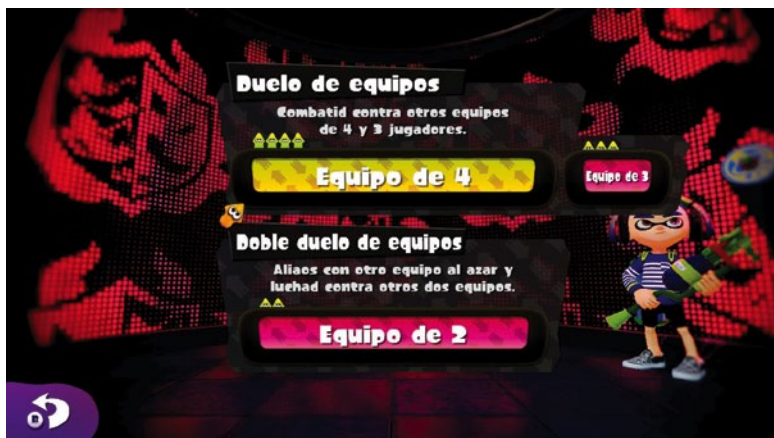 Duelo de equipos
Combatid contra otros equipos
de 4 y 3 jugadores.
Equipo de 4
Equipo de 3
Doble duelo de equipos
Aliaos con otro equipo al azar y
luchad contra otros dos equipos.
Equipo de 2